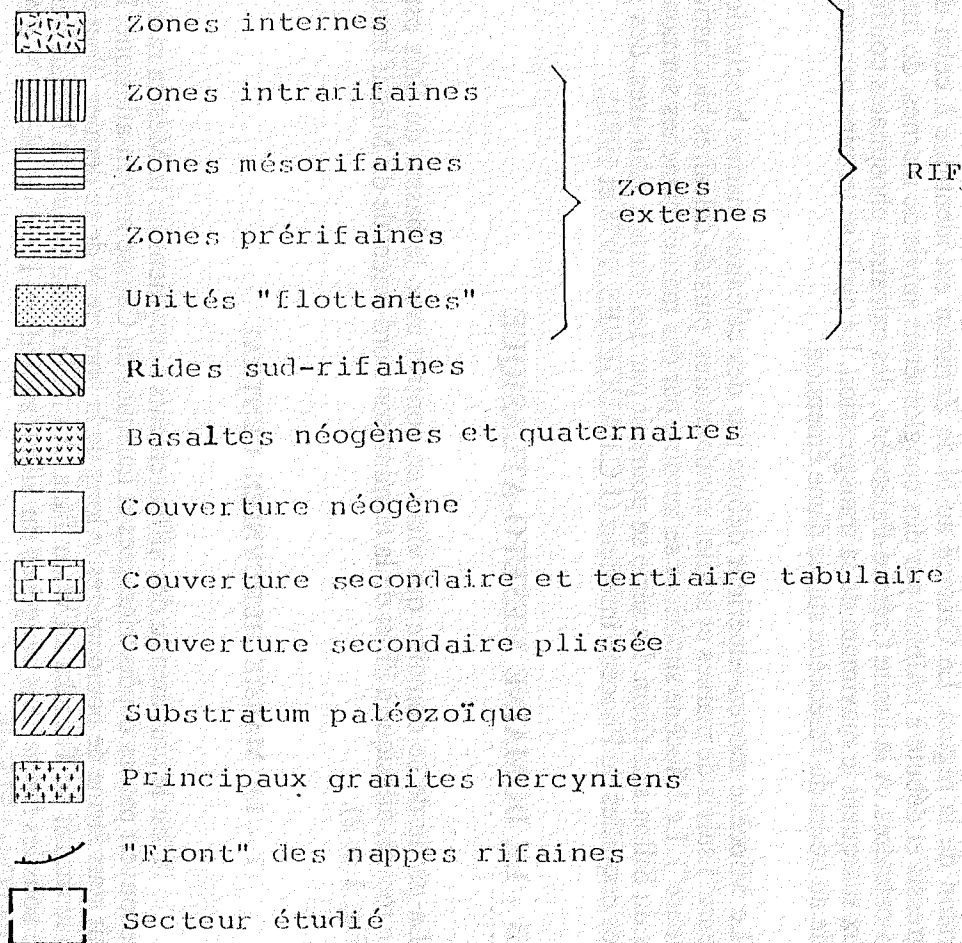 Zones internes
Zones intrarifaines
Zones mésorifaines
Zones prérifaines
Unités "flottantes"
Zones
externes
RIF
Rides sud-rifaines
Basaltes néogènes et quaternaires
Couverture néogène
Couverture secondaire et tertiaire tabulaire
Couverture secondaire plissée
Substratum paléozoïque
Principaux granites hercyniens
"Front" des nappes rifaines
Secteur étudié